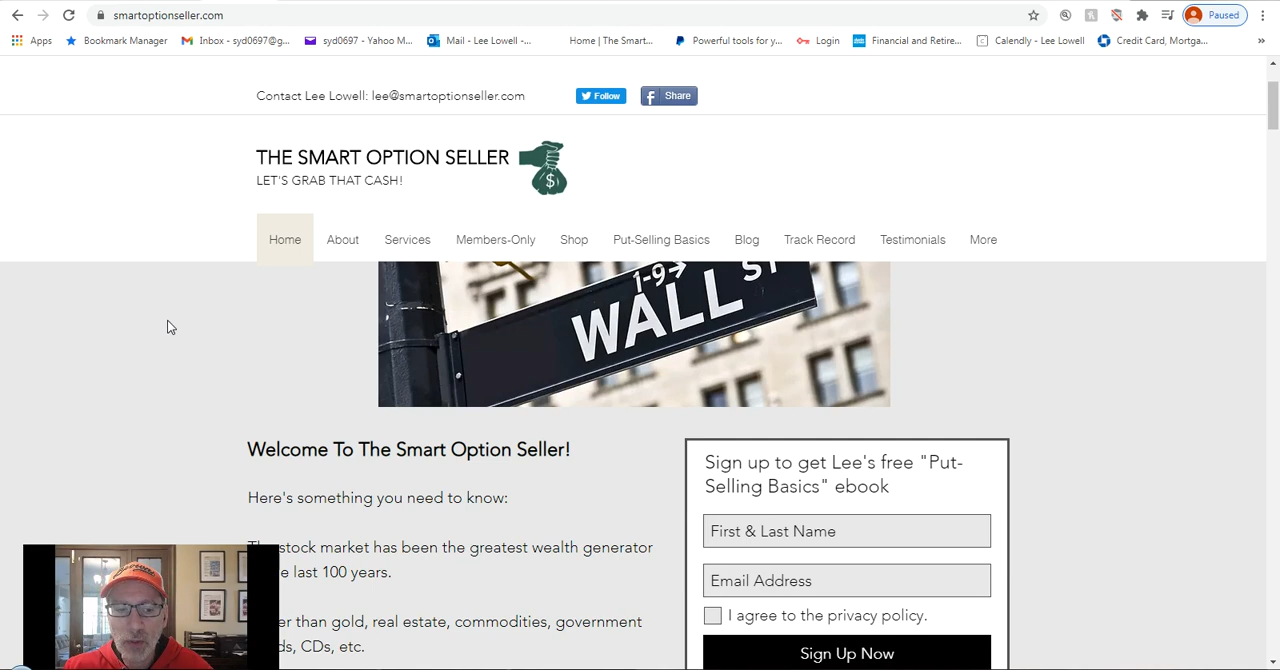 smartoptionseller.com
Paused
Apps
Bookmark Manager
Inbox - syd0697@g...
syd0697 - Yahoo M...
Mail - Lee Lowell -...
Home | The Smart...
Powerful tools for y...
Login
Financial and Retire...
Calendly - Lee Lowell
Credit Card, Mortga...
»
Contact Lee Lowell: lee@smartoptionseller.com
Follow
Share
THE SMART OPTION SELLER
LET'S GRAB THAT CASH!
$
Home
About
Services
Members-Only
Shop
Put-Selling Basics
Blog
Track Record
Testimonials
More
1-9→
WALL ST
Welcome To The Smart Option Seller!
Here's something you need to know:
stock market has been the greatest wealth generator
last 100 years.
than gold, real estate, commodities, government
CDs, etc.
Sign up to get Lee's free "Put-
Selling Basics" ebook
First & Last Name
Email Address
I agree to the privacy policy.
Sign Up Now